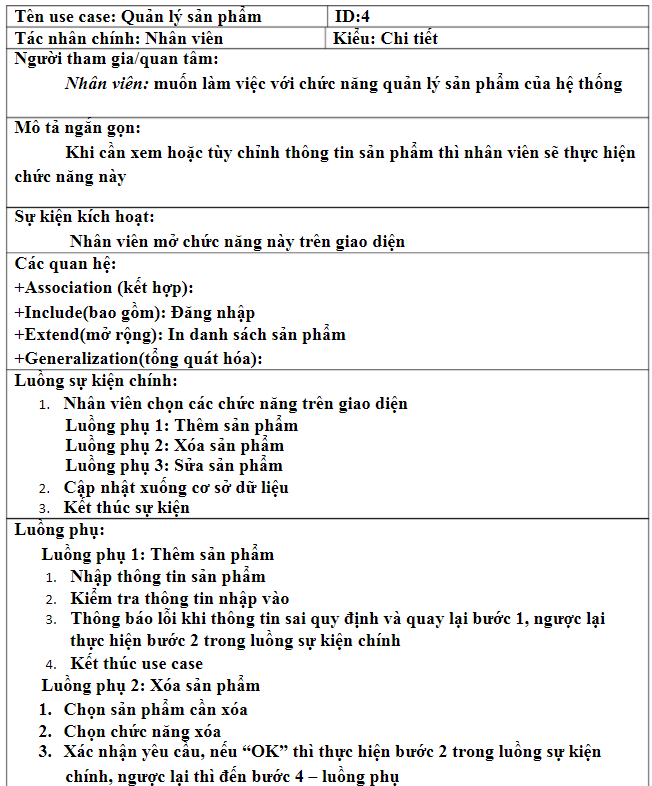 Tên use case: Quản lý sản phẩm ID:4
Tác nhân chính: Nhân viên Kiểu: Chi tiết
Người tham gia/quan tâm:
Nhân viên: muốn làm việc với chức năng quản lý sản phẩm của hệ thống
Mô tả ngắn gọn:
Khi cần xem hoặc tùy chỉnh thông tin sản phẩm thì nhân viên sẽ thực hiện
chức năng này
Sự kiện kích hoạt:
Nhân viên mở chức năng này trên giao diện
Các quan hệ:
+Association (kết hợp):
+Include(bao gồm): Đăng nhập
+Extend(mở rộng): In danh sách sản phẩm
+Generalization(tổng quát hóa):
Luồng sự kiện chính:
1. Nhân viên chọn các chức năng trên giao diện
Luồng phụ 1: Thêm sản phẩm
Luồng phụ 2: Xóa sản phẩm
Luồng phụ 3: Sửa sản phẩm
2. Cập nhật xuống cơ sở dữ liệu
3. Kết thúc sự kiện
Luồng phụ:
Luồng phụ 1: Thêm sản phẩm
1. Nhập thông tin sản phẩm
2. Kiểm tra thông tin nhập vào
3. Thông báo lỗi khi thông tin sai quy định và quay lại bước 1, ngược lại
thực hiện bước 2 trong luồng sự kiện chính
4. Kết thúc use case
Luồng phụ 2: Xóa sản phẩm
1. Chọn sản phẩm cần xóa
2. Chọn chức năng xóa
3. Xác nhận yêu cầu, nếu “OK” thì thực hiện bước 2 trong luồng sự kiện
chính, ngược lại thì đến bước 4 – luồng phụ